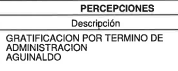 PERCEPCIONES
Descripción
GRATIFICACION POR TERMINO DE
ADMINISTRACION
AGUINALDO